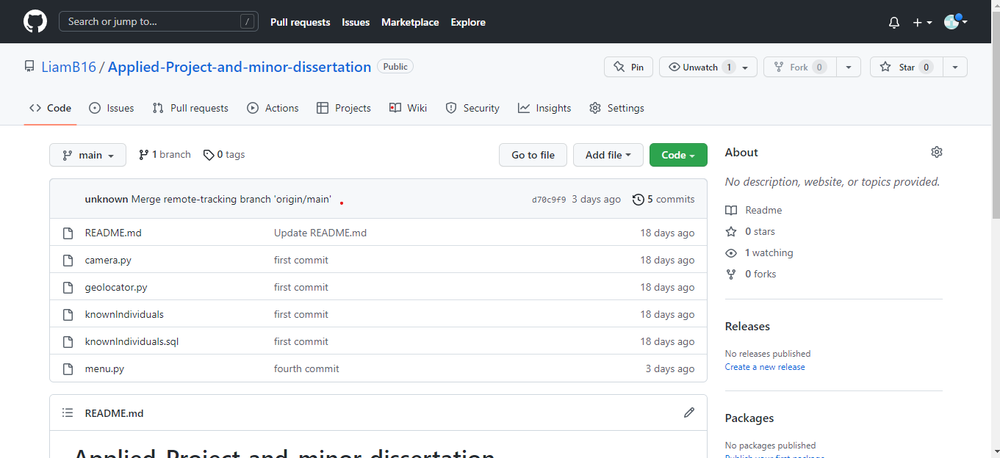 Search or jump to... /
Pull requests Issues Marketplace Explore
LiamB16 / Applied-Project-and-minor-dissertation Public
Pin Unwatch 1 Fork 0 Star 0
Code Issues Pull requests Actions Projects Wiki Security Insights Settings
main 1 branch 0 tags Go to file Add file Code
unknown Merge remote-tracking branch 'origin/main' d70c9f9 3 days ago 5 commits
README.md Update README.md 18 days ago
camera.py first commit 18 days ago
geolocator.py first commit 18 days ago
knownIndividuals first commit 18 days ago
knownIndividuals.sql first commit 18 days ago
menu.py fourth commit 3 days ago
README.md
Applied-Project-and-minor-dissertation
About
No description, website, or topics provided.
Readme
0 stars
1 watching
0 forks
Releases
No releases published
Create a new release
Packages
No packages published
Publish your first package